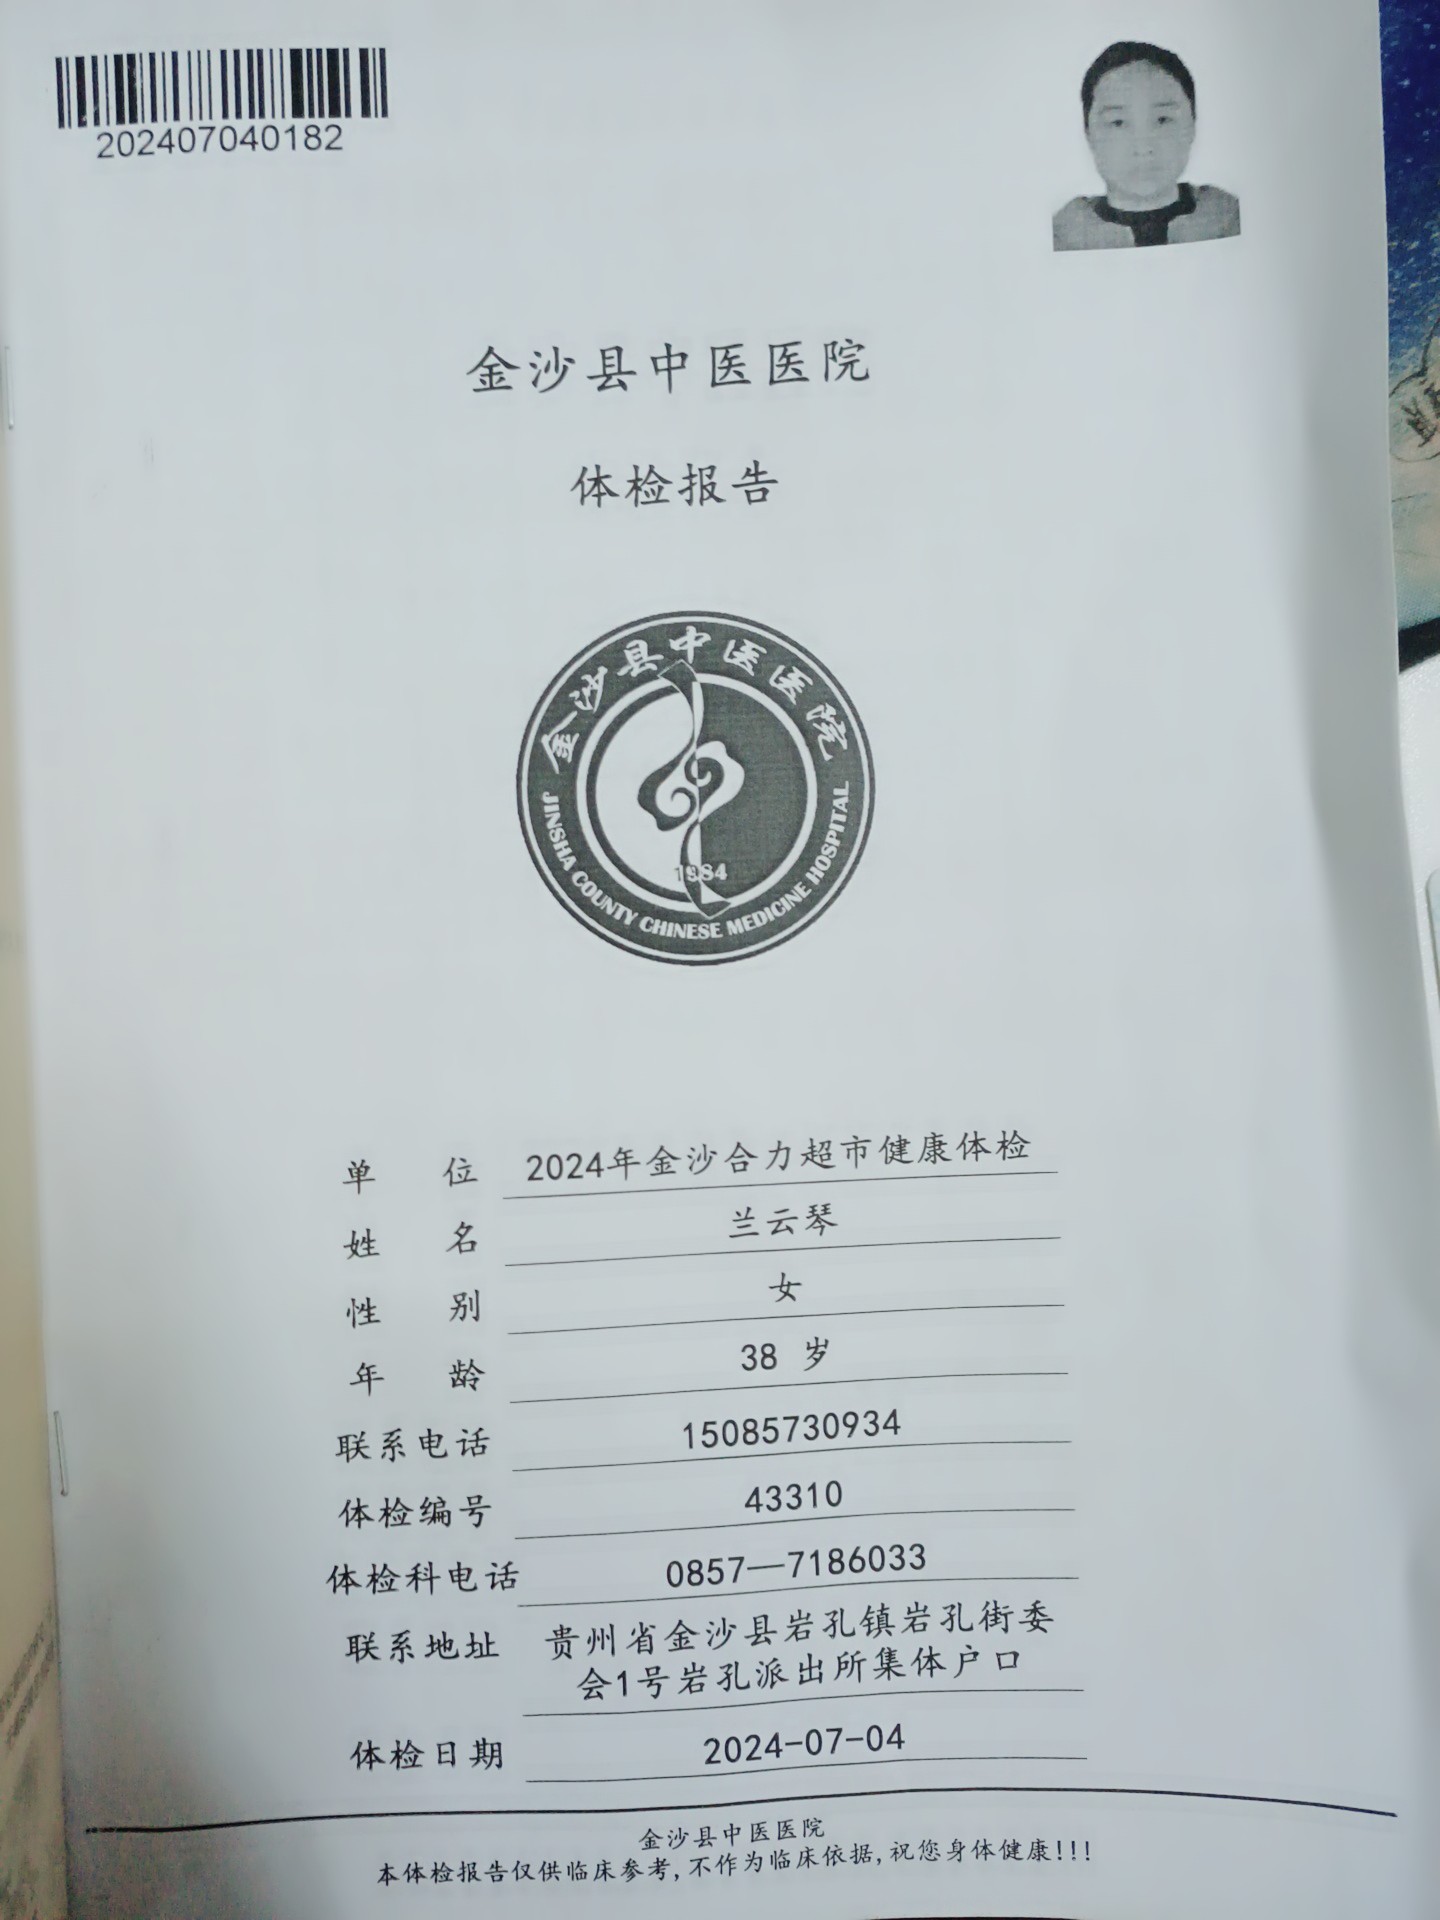 202407040182
金沙县中医医院
体检报告
金沙县中医医院
1984
JINSHA COUNTY CHINESE MEDICINE HOSPITAL
单 位 2024年金沙合力超市健康体检
姓 名 兰云琴
性 别 女
年 龄 38 岁
联系电话 15085730934
体检编号 43310
体检科电话 0857—7186033
联系地址 贵州省金沙县岩孔镇岩孔街委
会1号岩孔派出所集体户口
体检日期 2024-07-04
金沙县中医医院
本体检报告仅供临床参考,不作为临床依据,祝您身体健康!!!